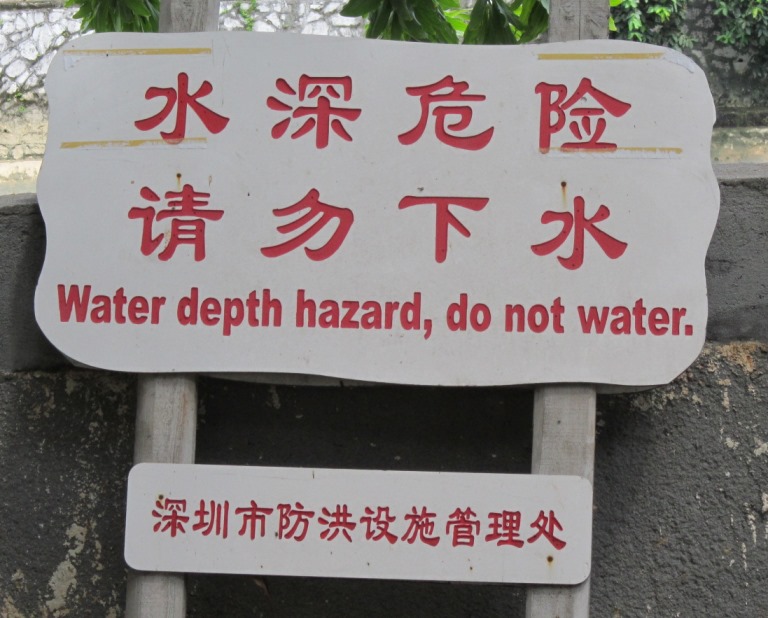 水深危险
请勿下水
Water depth hazard, do not water.
深圳市防洪设施管理处